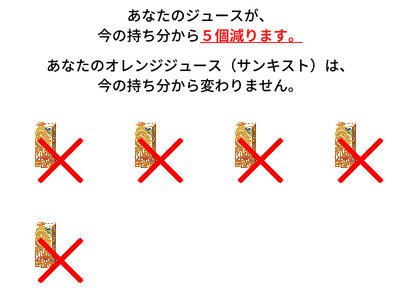 あなたのジュースが、
今の持ち分から５個減ります。
あなたのオレンジジュース（サンキスト）は、
今の持ち分から変わりません。